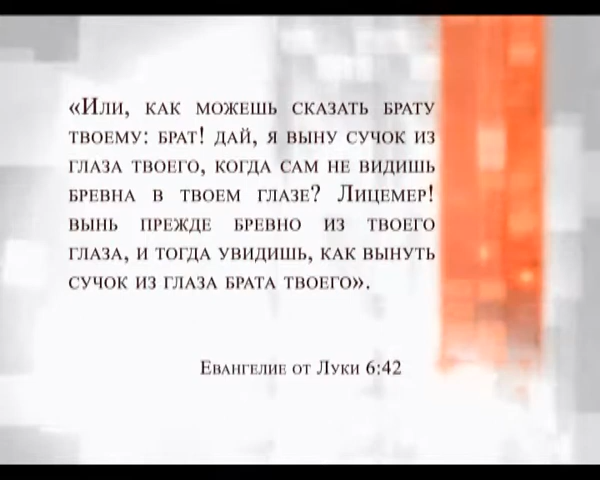 «Или, как можешь сказать брату
твоему: брат! дай, я выну сучок из
глаза твоего, когда сам не видишь
бревна в твоем глазе? Лицемер!
вынь прежде бревно из твоего
глаза, и тогда увидишь, как вынуть
сучок из глаза брата твоего».
Евангелие от Луки 6:42